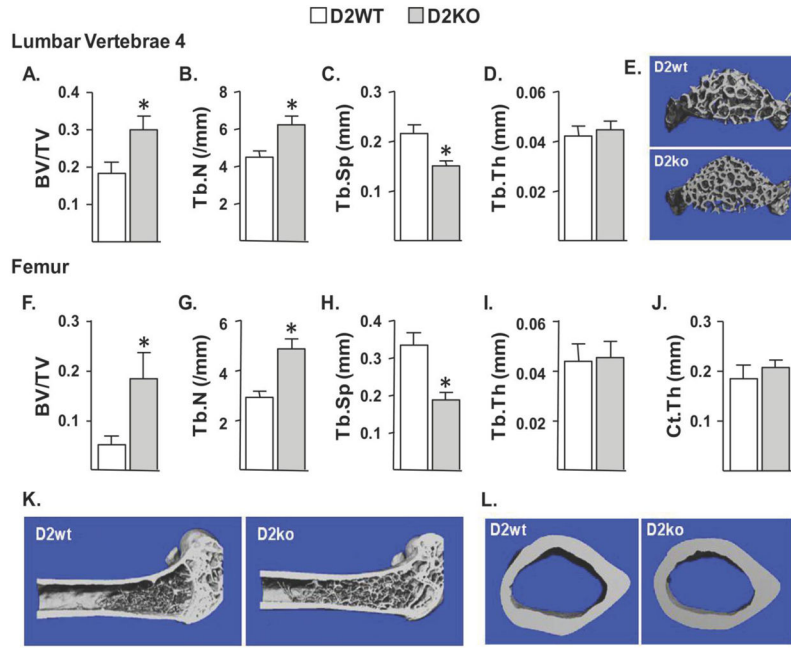 D2WT D2KO
Lumbar Vertebrae 4
A. B. C. D. E.
BV/TV
0.4
0.3
0.2
0.1
*
Tb.N (/mm)
8
6
4
2
*
Tb.Sp (mm)
0.3
0.2
0.1
*
Tb.Th (mm)
0.06
0.04
0.02
D2wt
D2ko
Femur
F. G. H. I. J.
BV/TV
0.3
0.2
0.1
*
Tb.N (/mm)
6
4
2
*
Tb.Sp (mm)
0.4
0.3
0.2
0.1
*
Tb.Th (mm)
0.06
0.04
0.02
Ct.Th (mm)
0.3
0.2
0.1
K. L.
D2wt D2ko D2wt D2ko